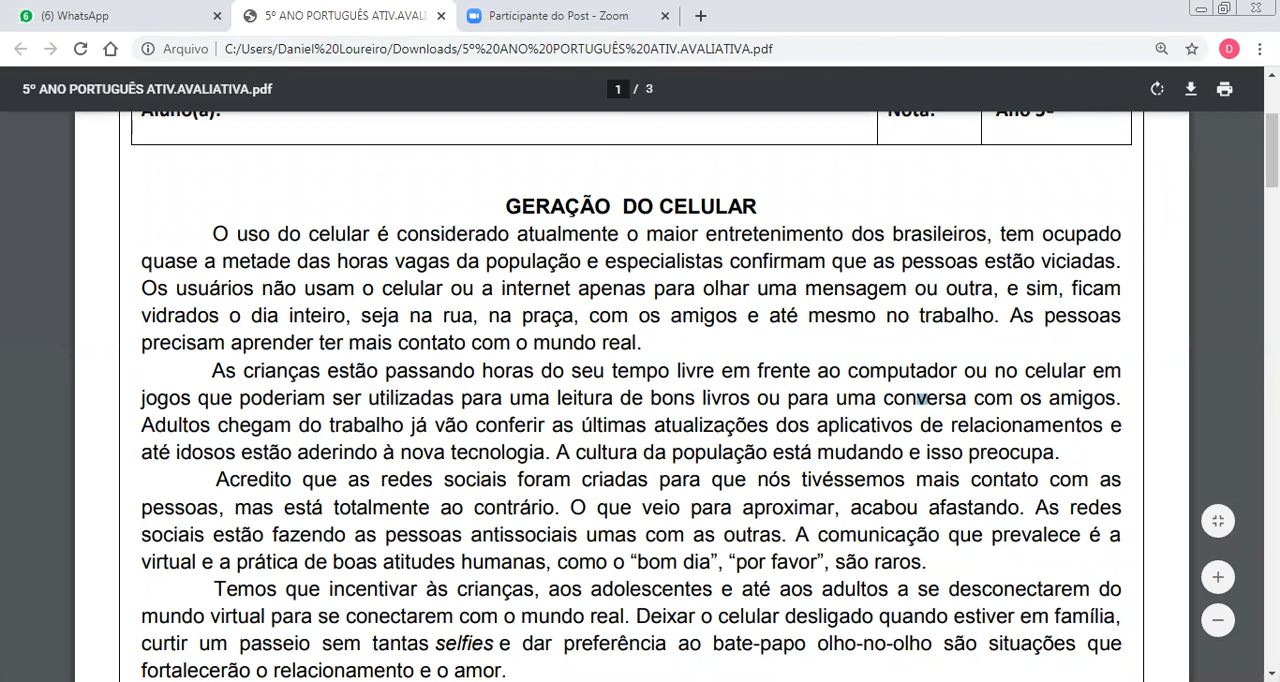 (6) WhatsApp
5º ANO PORTUGUÊS ATIV.AVALI
Participante do Post - Zoom
Arquivo
C:/Users/Daniel%20Loureiro/Downloads/5º%20ANO%20PORTUGUÊS%20ATIV.AVALIATIVA.pdf
D
5º ANO PORTUGUÊS ATIV.AVALIATIVA.pdf
1 / 3
Aluno(a): Nota: Ano 5º
GERAÇÃO DO CELULAR
O uso do celular é considerado atualmente o maior entretenimento dos brasileiros, tem ocupado
quase a metade das horas vagas da população e especialistas confirmam que as pessoas estão viciadas.
Os usuários não usam o celular ou a internet apenas para olhar uma mensagem ou outra, e sim, ficam
vidrados o dia inteiro, seja na rua, na praça, com os amigos e até mesmo no trabalho. As pessoas
precisam aprender ter mais contato com o mundo real.
As crianças estão passando horas do seu tempo livre em frente ao computador ou no celular em
jogos que poderiam ser utilizadas para uma leitura de bons livros ou para uma conversa com os amigos.
Adultos chegam do trabalho já vão conferir as últimas atualizações dos aplicativos de relacionamentos e
até idosos estão aderindo à nova tecnologia. A cultura da população está mudando e isso preocupa.
Acredito que as redes sociais foram criadas para que nós tivéssemos mais contato com as
pessoas, mas está totalmente ao contrário. O que veio para aproximar, acabou afastando. As redes
sociais estão fazendo as pessoas antissociais umas com as outras. A comunicação que prevalece é a
virtual e a prática de boas atitudes humanas, como o “bom dia”, “por favor”, são raros.
Temos que incentivar às crianças, aos adolescentes e até aos adultos a se desconectarem do
mundo virtual para se conectarem com o mundo real. Deixar o celular desligado quando estiver em família,
curtir um passeio sem tantas selfies e dar preferência ao bate-papo olho-no-olho são situações que
fortalecerão o relacionamento e o amor.